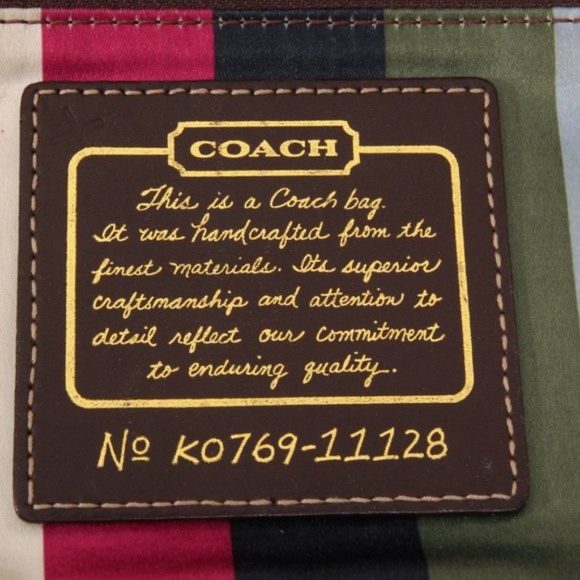 COACH
This is a Coach bag.
It was handcrafted from the
finest materials. Its superior
craftsmanship and attention to
detail reflect our commitment
to enduring quality.
Nº K0769-11128